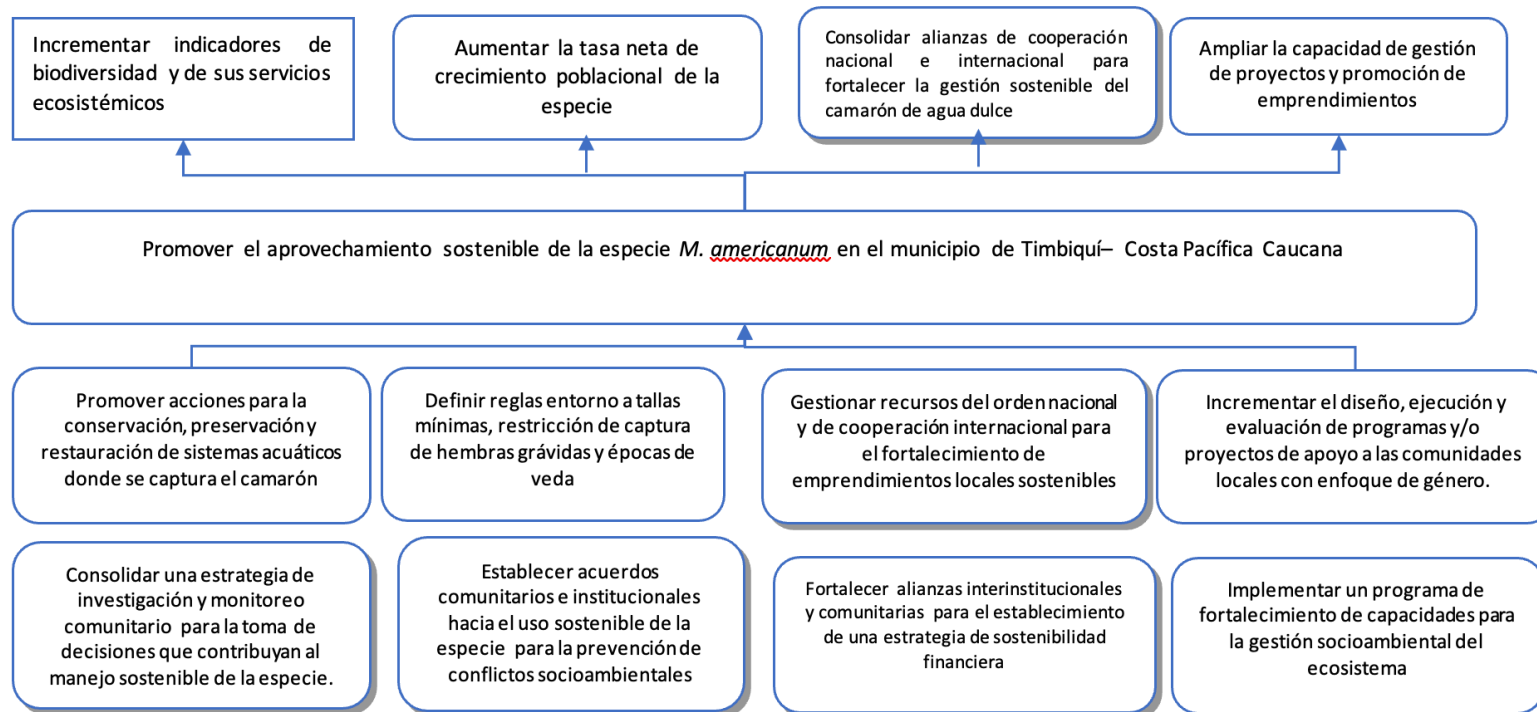 Incrementar indicadores de
biodiversidad y de sus servicios
ecosistémicos
Aumentar la tasa neta de
crecimiento poblacional de la
especie
Consolidar alianzas de cooperación
nacional e internacional para
fortalecer la gestión sostenible del
camarón de agua dulce
Ampliar la capacidad de gestión
de proyectos y promoción de
emprendimientos
Promover el aprovechamiento sostenible de la especie M. americanum en el municipio de Timbiquí– Costa Pacífica Caucana
Promover acciones para la
conservación, preservación y
restauración de sistemas acuáticos
donde se captura el camarón
Definir reglas entorno a tallas
mínimas, restricción de captura
de hembras grávidas y épocas de
veda
Gestionar recursos del orden nacional
y de cooperación internacional para
el fortalecimiento de
emprendimientos locales sostenibles
Incrementar el diseño, ejecución y
evaluación de programas y/o
proyectos de apoyo a las comunidades
locales con enfoque de género.
Consolidar una estrategia de
investigación y monitoreo
comunitario para la toma de
decisiones que contribuyan al
manejo sostenible de la especie.
Establecer acuerdos
comunitarios e institucionales
hacia el uso sostenible de la
especie para la prevención de
conflictos socioambientales
Fortalecer alianzas interinstitucionales
y comunitarias para el establecimiento
de una estrategia de sostenibilidad
financiera
Implementar un programa de
fortalecimiento de capacidades para
la gestión socioambiental del
ecosistema